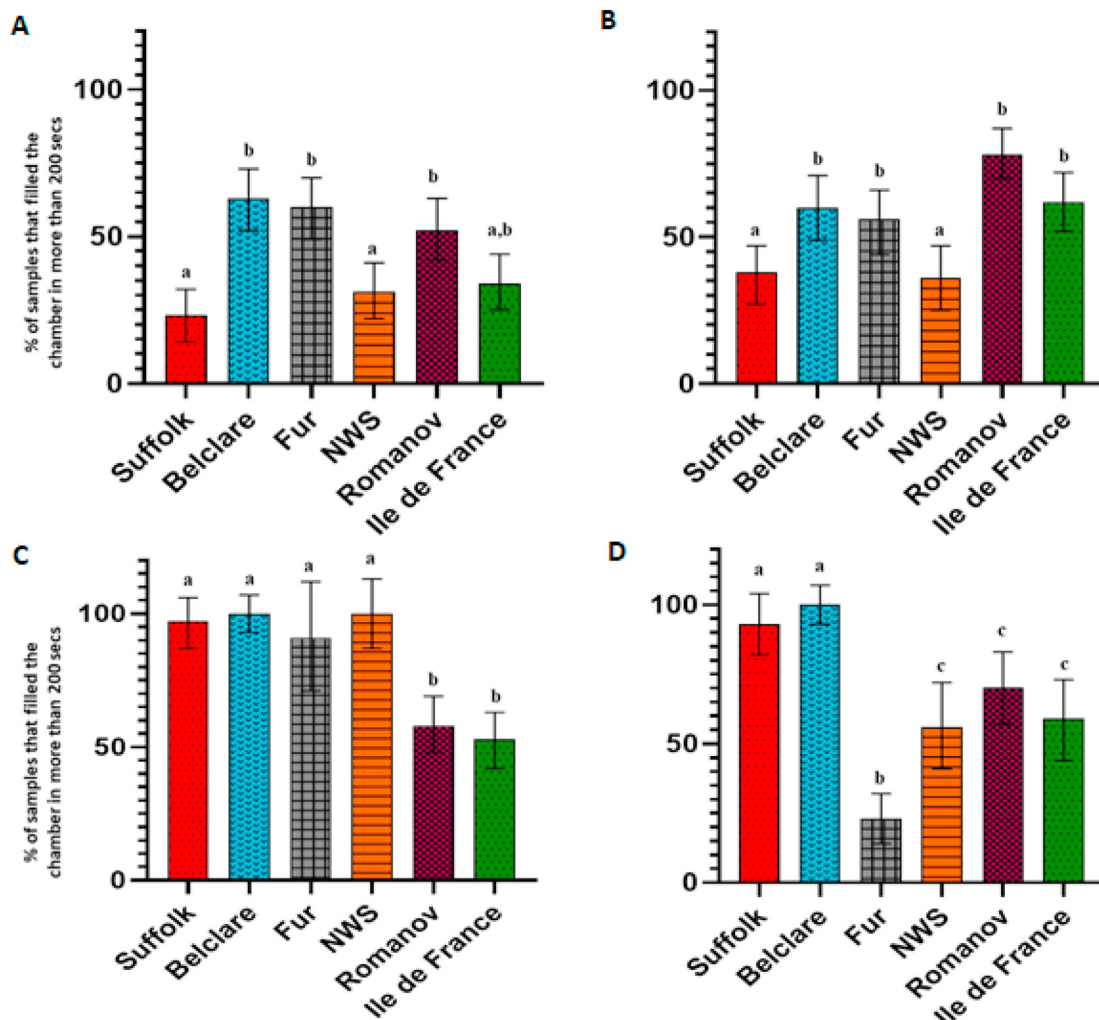 A
% of samples that filled the
chamber in more than 200 secs
100
50
0
a
b
b
a
b
a,b
Suffolk
Belclare
Fur
NWS
Romanov
Ile de France
B
100
50
0
a
b
b
a
b
b
Suffolk
Belclare
Fur
NWS
Romanov
Ile de France
C
% of samples that filled the
chamber in more than 200 secs
100
50
0
a
a
a
a
b
b
Suffolk
Belclare
Fur
NWS
Romanov
Ile de France
D
100
50
0
a
a
b
c
c
c
Suffolk
Belclare
Fur
NWS
Romanov
Ile de France